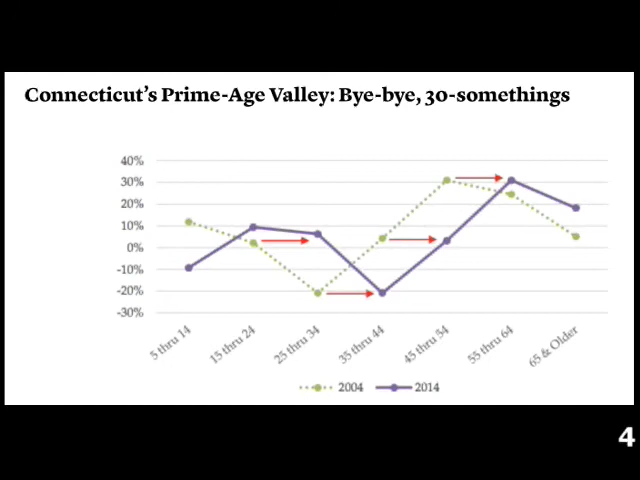 Connecticut's Prime-Age Valley: Bye-bye, 30-somethings
40%
30%
20%
10%
0%
-10%
-20%
-30%
5 thru 14
15 thru 24
25 thru 34
35 thru 44
45 thru 54
55 thru 64
65 & Older
2004
2014
4